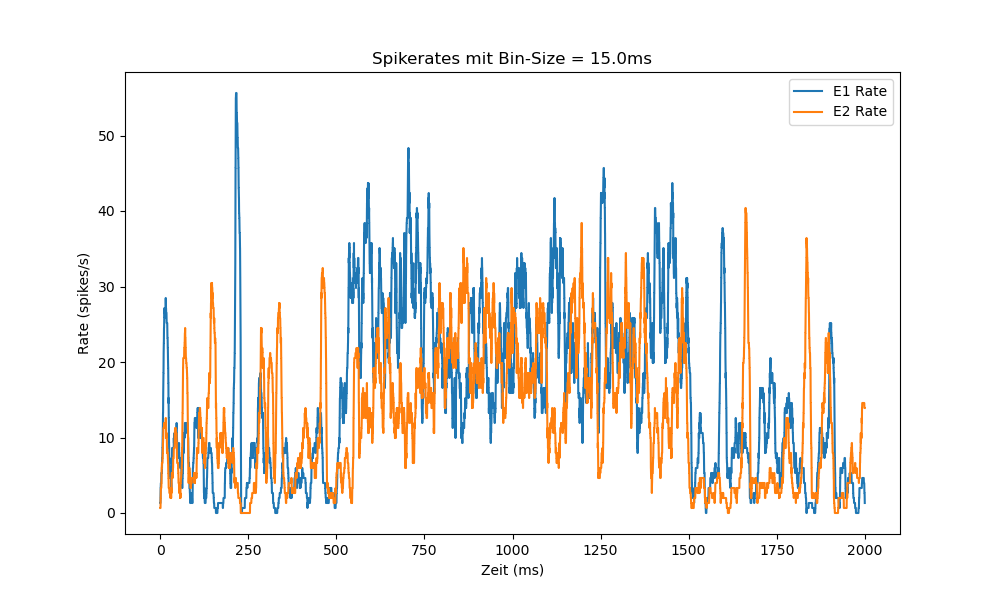 Spikerates mit Bin-Size = 15.0ms
E1 Rate
E2 Rate
50
40
30
20
10
0
Rate (spikes/s)
0 250 500 750 1000 1250 1500 1750 2000
Zeit (ms)